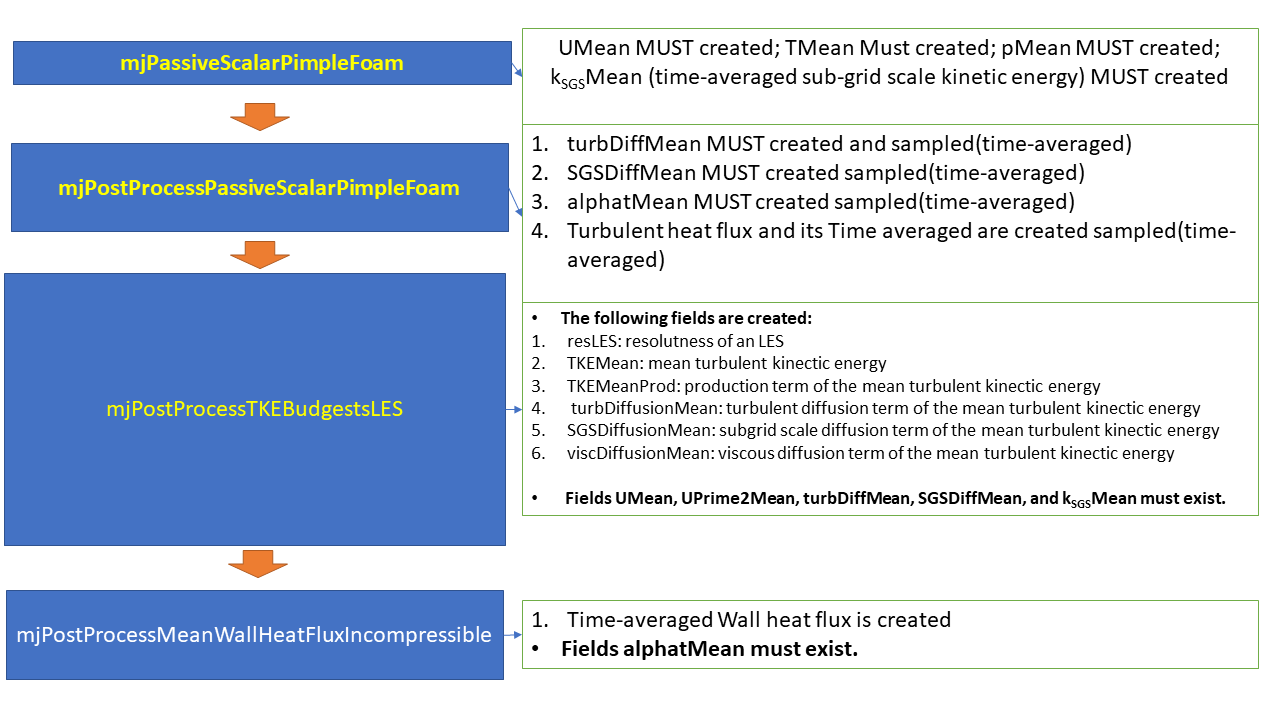 mjPassiveScalarPimpleFoam
UMean MUST created; TMean Must created; pMean MUST created;
kSGSMean (time-averaged sub-grid scale kinetic energy) MUST created
mjPostProcessPassiveScalarPimpleFoam
1. turbDiffMean MUST created and sampled(time-averaged)
2. SGSDiffMean MUST created sampled(time-averaged)
3. alphatMean MUST created sampled(time-averaged)
4. Turbulent heat flux and its Time averaged are created sampled(time-
averaged)
mjPostProcessTKEBudgestsLES
• The following fields are created:
1. resLES: resolutness of an LES
2. TKEMean: mean turbulent kinectic energy
3. TKEMeanProd: production term of the mean turbulent kinectic energy
4. turbDiffusionMean: turbulent diffusion term of the mean turbulent kinectic energy
5. SGSDiffusionMean: subgrid scale diffusion term of the mean turbulent kinectic energy
6. viscDiffusionMean: viscous diffusion term of the mean turbulent kinectic energy
• Fields UMean, UPrime2Mean, turbDiffMean, SGSDiffMean, and kSGSMean must exist.
mjPostProcessMeanWallHeatFluxIncompressible
1. Time-averaged Wall heat flux is created
• Fields alphatMean must exist.